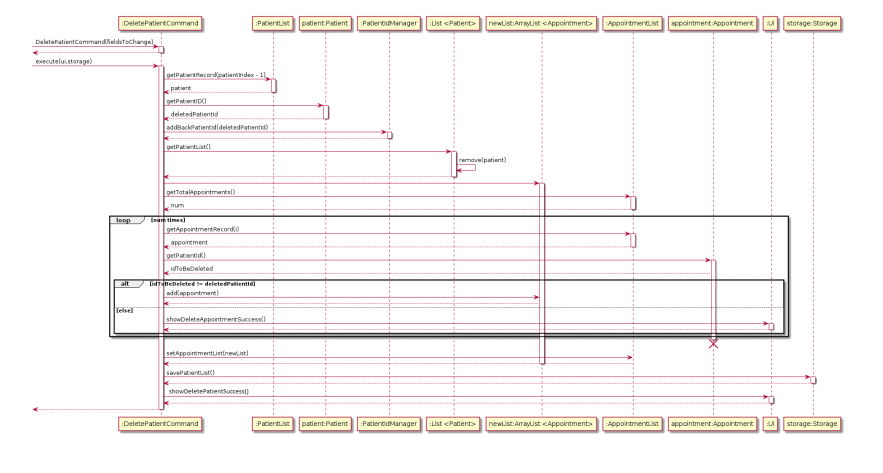 :DeletePatientCommand :PatientList patient:Patient :PatientIdManager :List <Patient> newList:ArrayList <Appointment> :AppointmentList appointment:Appointment :Ui storage:Storage
DeletePatientCommand(fieldsToChange)
execute(ui,storage)
getPatientRecord(patientIndex - 1)
patient
getPatientID()
deletedPatientId
addBackPatientId(deletedPatientId)
getPatientList()
remove(patient)
getTotalAppointments()
num
loop [num times]
getAppointmentRecord(i)
appointment
getPatientId()
idToBeDeleted
alt [idToBeDeleted != deletedPatientId]
add(appointment)
[else]
showDeleteAppointmentSuccess()
setAppointmentList(newList)
savePatientList()
showDeletePatientSuccess()
:DeletePatientCommand :PatientList patient:Patient :PatientIdManager :List <Patient> newList:ArrayList <Appointment> :AppointmentList appointment:Appointment :Ui storage:Storage